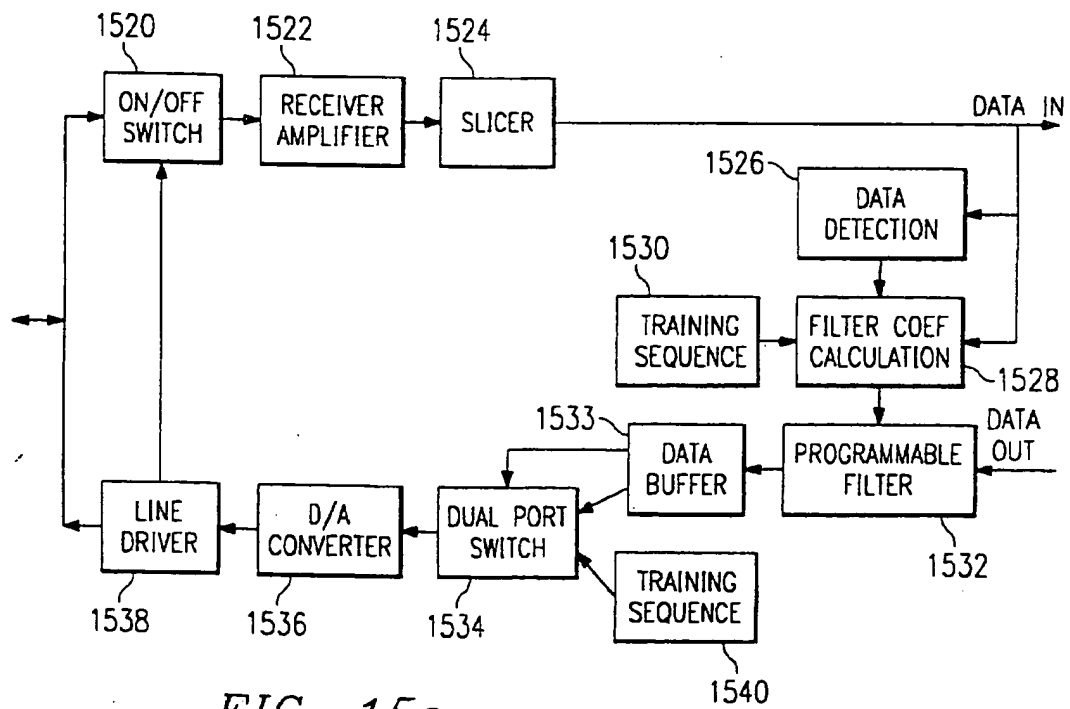 1520
1522
1524
ON/OFF
SWITCH
RECEIVER
AMPLIFIER
SLICER
DATA IN
1526
DATA
DETECTION
1530
TRAINING
SEQUENCE
FILTER COEF
CALCULATION
1528
1533
DATA
BUFFER
PROGRAMMABLE
FILTER
DATA
OUT
1532
LINE
DRIVER
D/A
CONVERTER
DUAL PORT
SWITCH
1538
1536
1534
TRAINING
SEQUENCE
1540